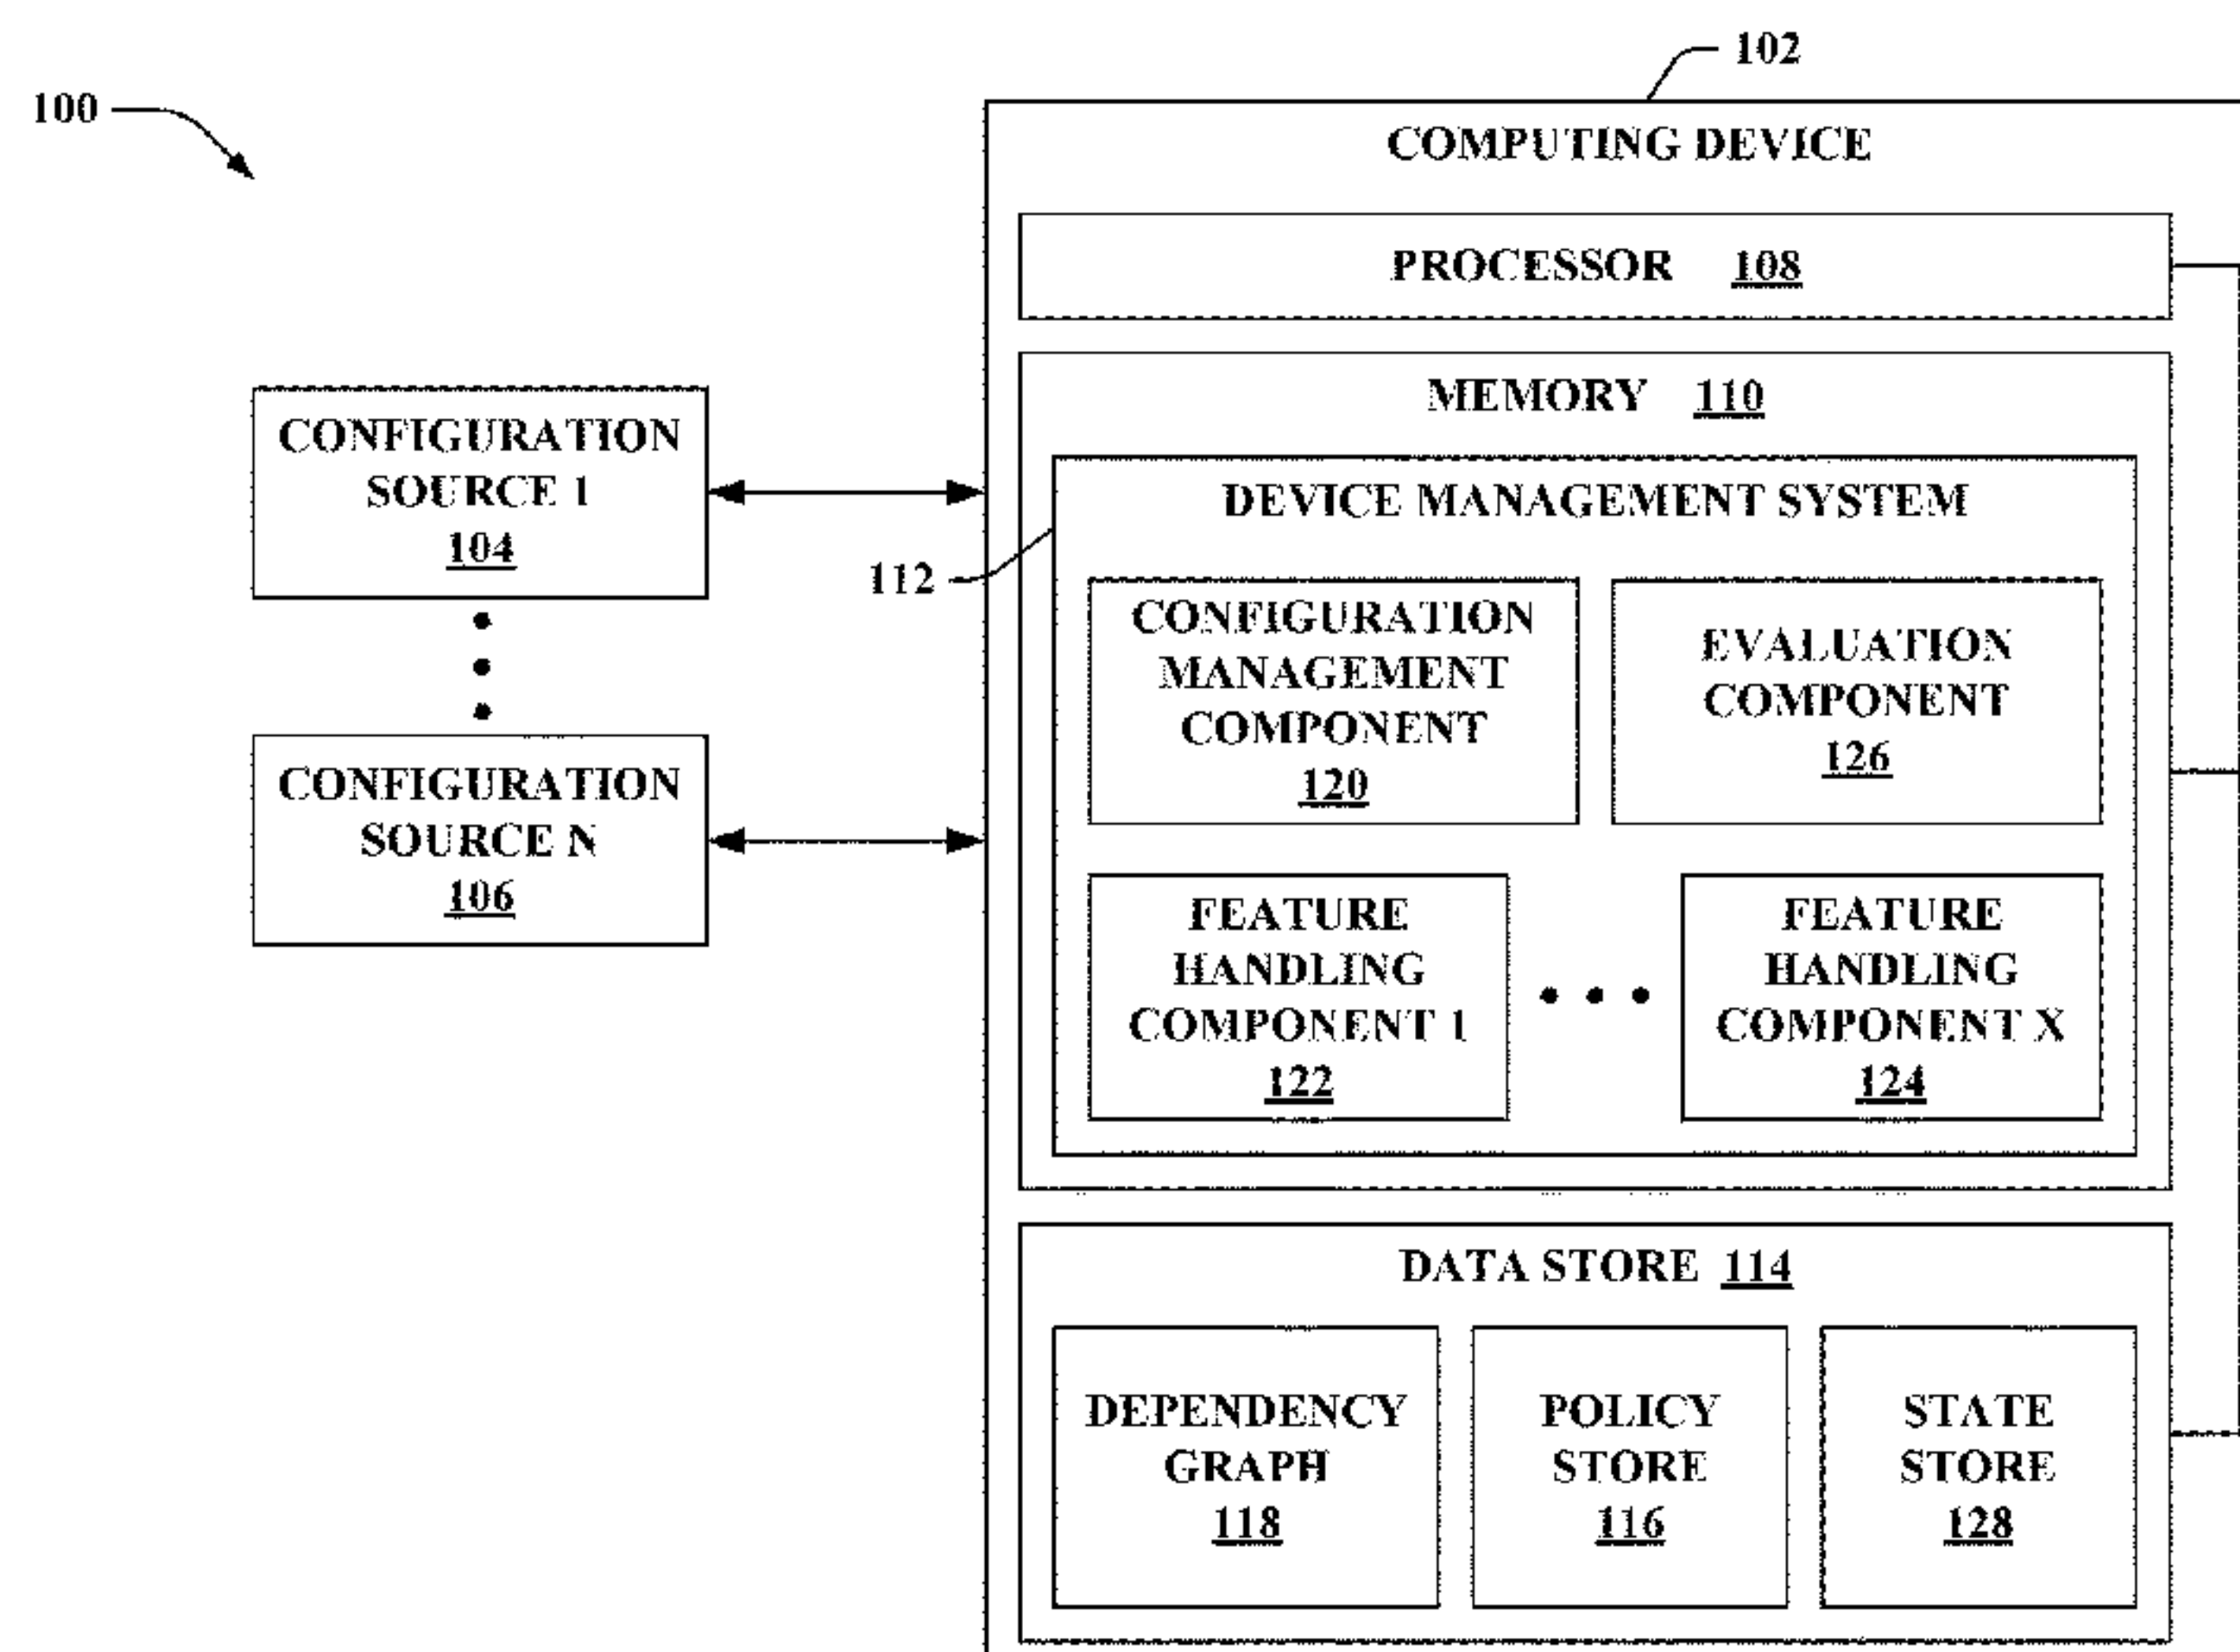 100
102
COMPUTING DEVICE
PROCESSOR 108
MEMORY 110
DEVICE MANAGEMENT SYSTEM
112
CONFIGURATION
SOURCE 1
104
CONFIGURATION
SOURCE N
106
CONFIGURATION
MANAGEMENT
COMPONENT
120
EVALUATION
COMPONENT
126
FEATURE
HANDLING
COMPONENT 1
122
FEATURE
HANDLING
COMPONENT X
124
DATA STORE 114
DEPENDENCY
GRAPH
118
POLICY
STORE
116
STATE
STORE
128